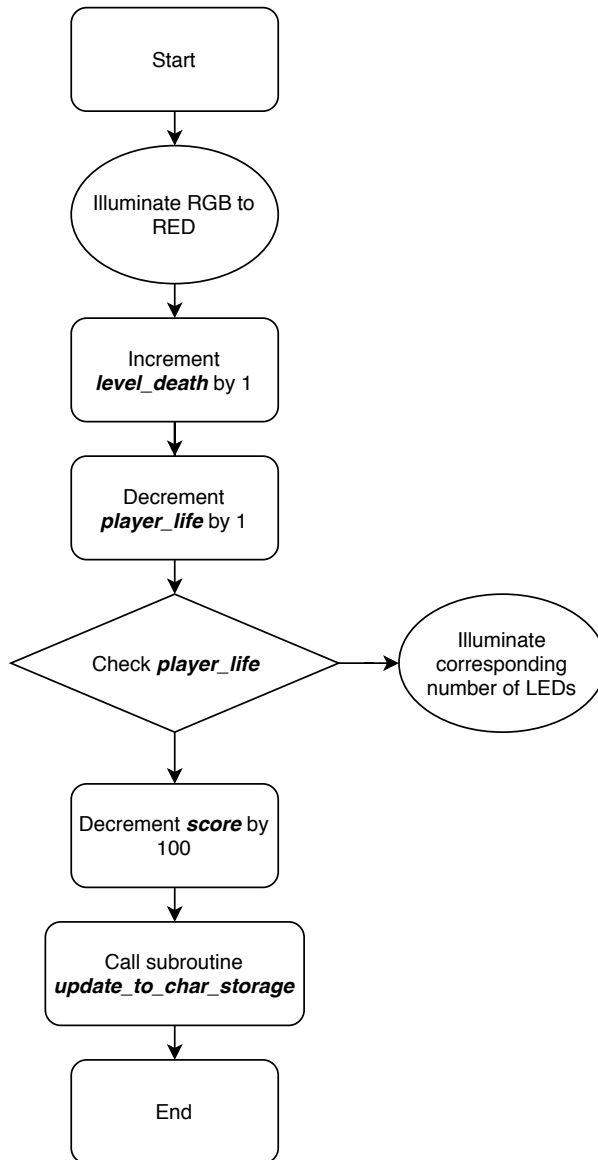 Start
Illuminate RGB to
RED
Increment
level_death by 1
Decrement
player_life by 1
Check player_life
Illuminate
corresponding
number of LEDs
Decrement score by
100
Call subroutine
update_to_char_storage
End